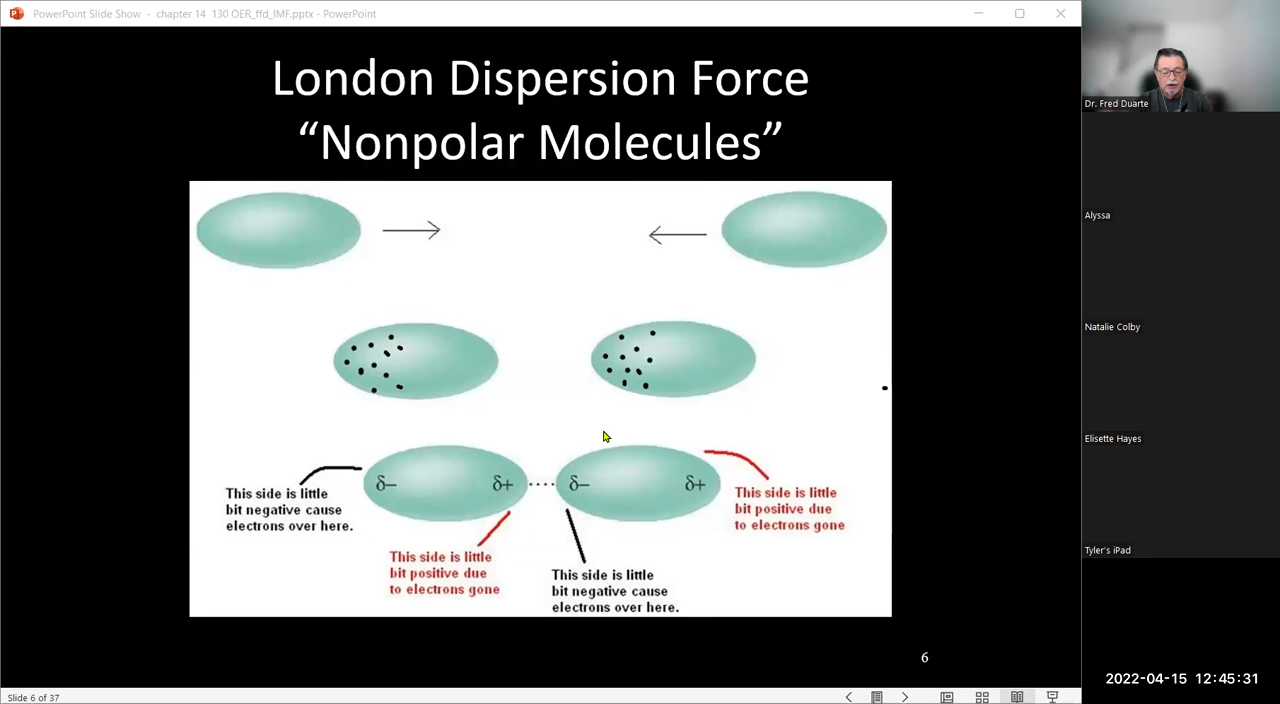 PowerPoint Slide Show - chapter 14 130 OER_ffd_IMF.pptx - PowerPoint
London Dispersion Force
“Nonpolar Molecules”
δ– δ+ δ– δ+
This side is little
bit negative cause
electrons over here.
This side is little
bit positive due
to electrons gone
This side is little
bit negative cause
electrons over here.
This side is little
bit positive due
to electrons gone
6
Slide 6 of 37
Dr. Fred Duarte
Alyssa
Natalie Colby
Elisette Hayes
Tyler's iPad
2022-04-15 12:45:31